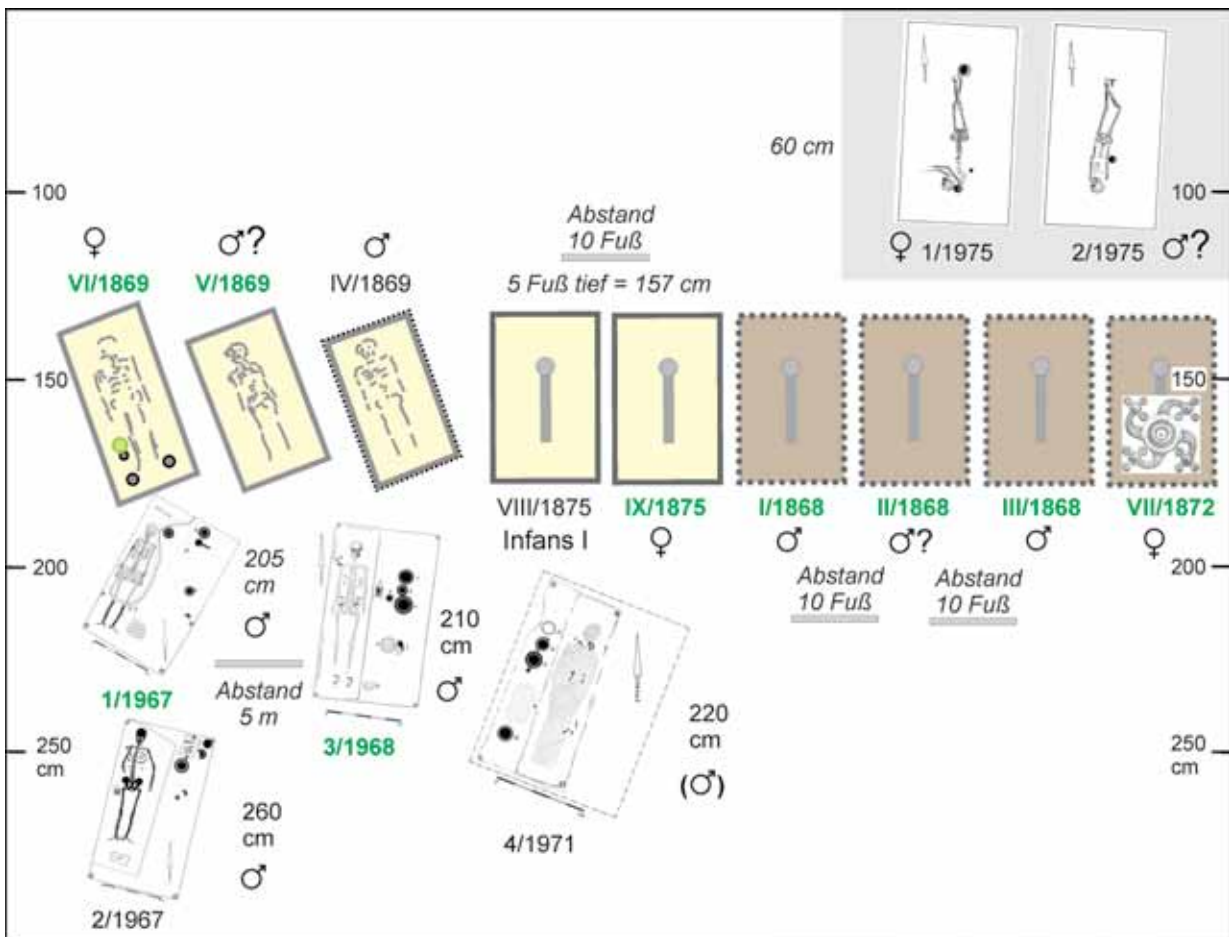 60 cm
100
100
♀ 1/1975
2/1975 ♂?
Abstand
10 Fuß
♀
♂?
♂
VI/1869
V/1869
IV/1869
5 Fuß tief = 157 cm
150
150
VIII/1875
Infans I
IX/1875
♀
I/1868
♂
II/1868
♂?
III/1868
♂
VII/1872
♀
200
200
205
cm
♂
210
cm
♂
Abstand
10 Fuß
Abstand
10 Fuß
1/1967
Abstand
5 m
3/1968
220
cm
(♂)
250
cm
250
cm
260
cm
♂
4/1971
2/1967